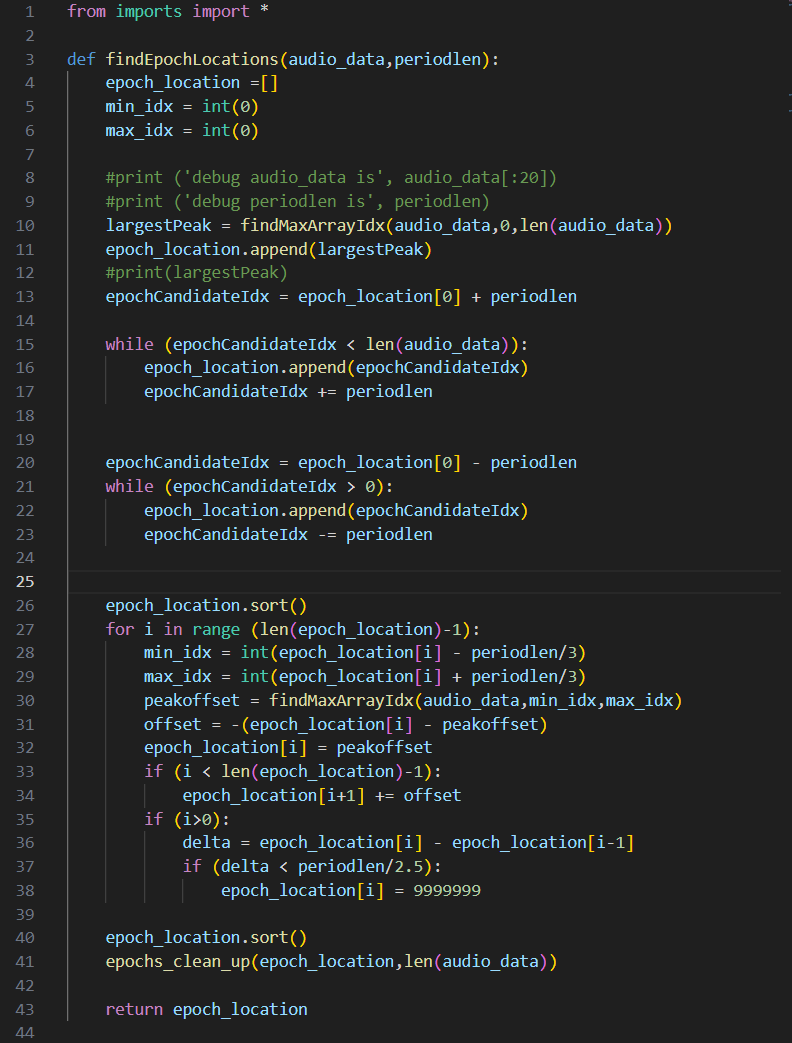 1 from imports import *
2
3 def findEpochLocations(audio_data,periodlen):
4     epoch_location =[]
5     min_idx = int(0)
6     max_idx = int(0)
7
8     #print ('debug audio_data is', audio_data[:20])
9     #print ('debug periodlen is', periodlen)
10     largestPeak = findMaxArrayIdx(audio_data,0,len(audio_data))
11     epoch_location.append(largestPeak)
12     #print(largestPeak)
13     epochCandidateIdx = epoch_location[0] + periodlen
14
15     while (epochCandidateIdx < len(audio_data)):
16         epoch_location.append(epochCandidateIdx)
17         epochCandidateIdx += periodlen
18
19
20     epochCandidateIdx = epoch_location[0] - periodlen
21     while (epochCandidateIdx > 0):
22         epoch_location.append(epochCandidateIdx)
23         epochCandidateIdx -= periodlen
24
25
26     epoch_location.sort()
27     for i in range (len(epoch_location)-1):
28         min_idx = int(epoch_location[i] - periodlen/3)
29         max_idx = int(epoch_location[i] + periodlen/3)
30         peakoffset = findMaxArrayIdx(audio_data,min_idx,max_idx)
31         offset = -(epoch_location[i] - peakoffset)
32         epoch_location[i] = peakoffset
33         if (i < len(epoch_location)-1):
34             epoch_location[i+1] += offset
35         if (i>0):
36             delta = epoch_location[i] - epoch_location[i-1]
37             if (delta < periodlen/2.5):
38                 epoch_location[i] = 9999999
39
40     epoch_location.sort()
41     epochs_clean_up(epoch_location,len(audio_data))
42
43     return epoch_location
44